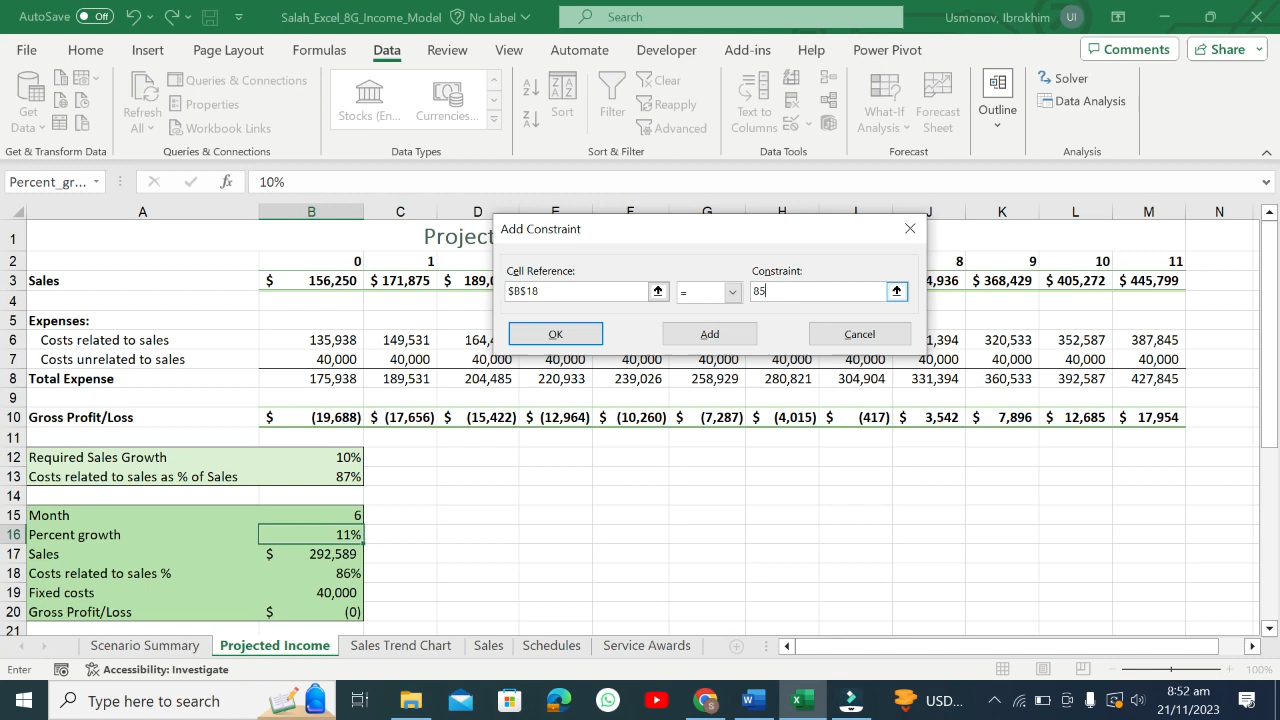 AutoSave Off Salah_Excel_8G_Income_Model No Label Search Usmonov, Ibrokhim UI
File Home Insert Page Layout Formulas Data Review View Automate Developer Add-ins Help Power Pivot Comments Share
Get Data Refresh All Queries & Connections Properties Workbook Links Stocks (En... Currencies... Sort Filter Clear Reapply Advanced Text to Columns What-If Analysis Forecast Sheet Outline Solver Data Analysis
Get & Transform Data Queries & Connections Data Types Sort & Filter Data Tools Forecast Analysis
Percent_gr... fx 10%
A B C D E F G H I J K L M N
1 Project
2 0 1 8 9 10 11
3 Sales $ 156,250 $ 171,875 $ $ 368,429 $ 405,272 $ 445,799
4
5 Expenses:
6 Costs related to sales 135,938 149,531 320,533 352,587 387,845
7 Costs unrelated to sales 40,000 40,000 40,000 40,000 40,000 40,000 40,000 40,000 40,000 40,000 40,000 40,000
8 Total Expense 175,938 189,531 204,485 220,933 239,026 258,929 280,821 304,904 331,394 360,533 392,587 427,845
9
10 Gross Profit/Loss $ (19,688) $ (17,656) $ (15,422) $ (12,964) $ (10,260) $ (7,287) $ (4,015) $ (417) $ 3,542 $ 7,896 $ 12,685 $ 17,954
11
12 Required Sales Growth 10%
13 Costs related to sales as % of Sales 87%
14
15 Month 6
16 Percent growth 11%
17 Sales $ 292,589
18 Costs related to sales % 86%
19 Fixed costs 40,000
20 Gross Profit/Loss $ (0)
21
Add Constraint
Cell Reference: Constraint:
$B$18 = 85
OK Add Cancel
Scenario Summary Projected Income Sales Trend Chart Sales Schedules Service Awards
Enter Accessibility: Investigate 100%
Type here to search USD... 8:52 am
21/11/2023